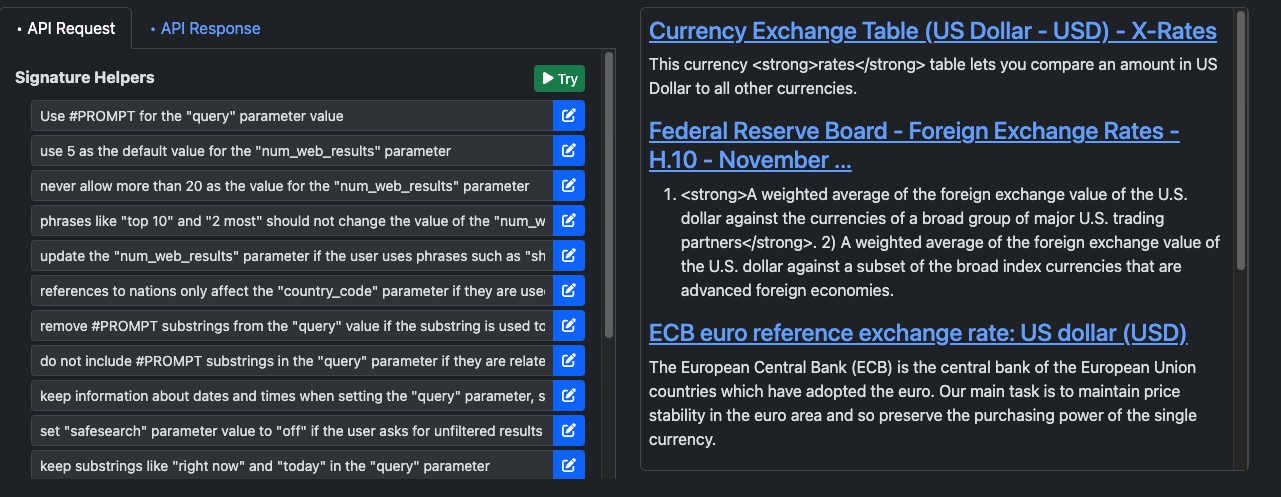 • API Request
• API Response
Signature Helpers
Try
Use #PROMPT for the "query" parameter value
use 5 as the default value for the "num_web_results" parameter
never allow more than 20 as the value for the "num_web_results" parameter
phrases like "top 10" and "2 most" should not change the value of the "num_w
update the "num_web_results" parameter if the user uses phrases such as "sh
references to nations only affect the "country_code" parameter if they are use
remove #PROMPT substrings from the "query" value if the substring is used to
do not include #PROMPT substrings in the "query" parameter if they are relate
keep information about dates and times when setting the "query" parameter, s
set "safesearch" parameter value to "off" if the user asks for unfiltered results
keep substrings like "right now" and "today" in the "query" parameter
Currency Exchange Table (US Dollar - USD) - X-Rates
This currency <strong>rates</strong> table lets you compare an amount in US
Dollar to all other currencies.
Federal Reserve Board - Foreign Exchange Rates -
H.10 - November ...
1. <strong>A weighted average of the foreign exchange value of the U.S.
dollar against the currencies of a broad group of major U.S. trading
partners</strong>. 2) A weighted average of the foreign exchange value of
the U.S. dollar against a subset of the broad index currencies that are
advanced foreign economies.
ECB euro reference exchange rate: US dollar (USD)
The European Central Bank (ECB) is the central bank of the European Union
countries which have adopted the euro. Our main task is to maintain price
stability in the euro area and so preserve the purchasing power of the single
currency.